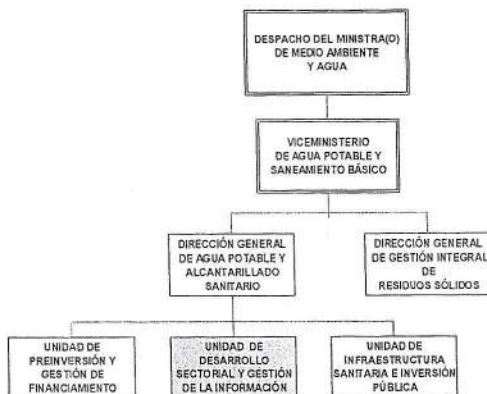 DESPACHO DEL MINISTRA(O)
DE MEDIO AMBIENTE
Y AGUA
VICEMINISTERIO
DE AGUA POTABLE Y
SANEAMIENTO BÁSICO
DIRECCIÓN GENERAL
DE AGUA POTABLE Y
ALCANTARILLADO
SANITARIO
DIRECCIÓN GENERAL
DE GESTIÓN INTEGRAL
DE
RESIDUOS SÓLIDOS
UNIDAD DE
PREINVERSIÓN Y
GESTIÓN DE
FINANCIAMIENTO
UNIDAD DE
DESARROLLO
SECTORIAL Y GESTIÓN
DE LA INFORMACIÓN
UNIDAD DE
INFRAESTRUCTURA
SANITARIA E INVERSIÓN
PÚBLICA